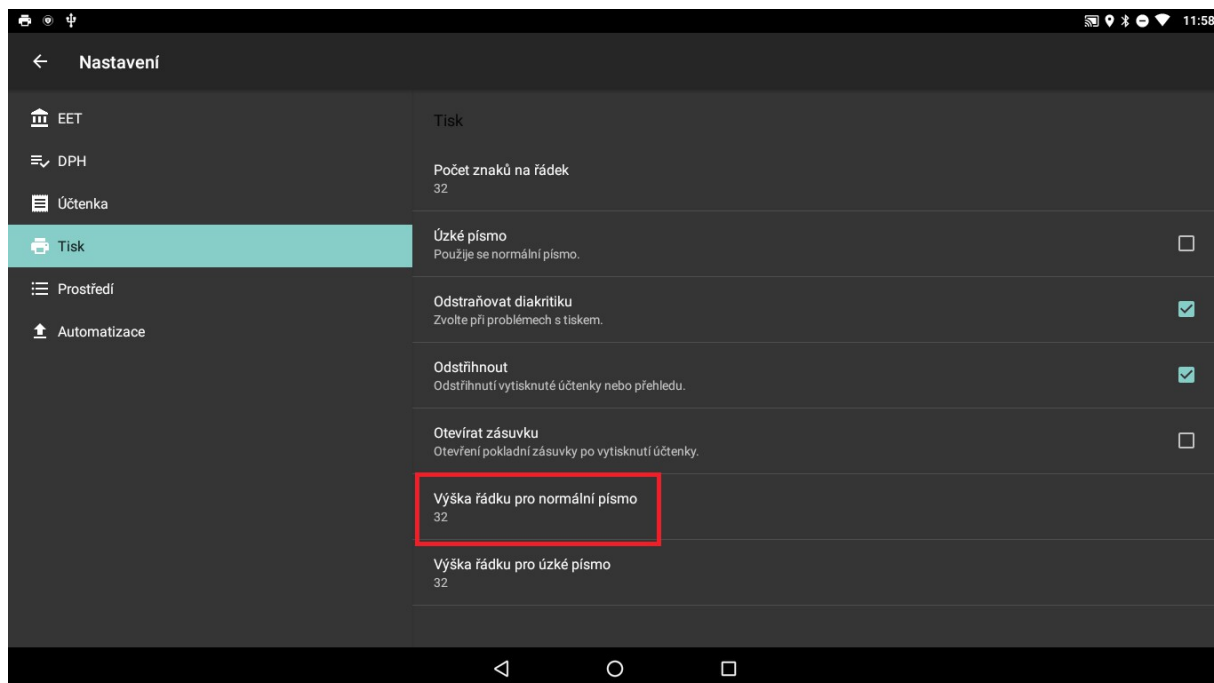 11:58
Nastavení
EET
DPH
Účtenka
Tisk
Prostředí
Automatizace
Tisk
Počet znaků na řádek
32
Úzké písmo
Použije se normální písmo.
Odstraňovat diakritiku
Zvolte při problémech s tiskem.
Odstřihnout
Odstřihnutí vytisknuté účtenky nebo přehledu.
Otevírat zásuvku
Otevření pokladní zásuvky po vytisknutí účtenky.
Výška řádku pro normální písmo
32
Výška řádku pro úzké písmo
32